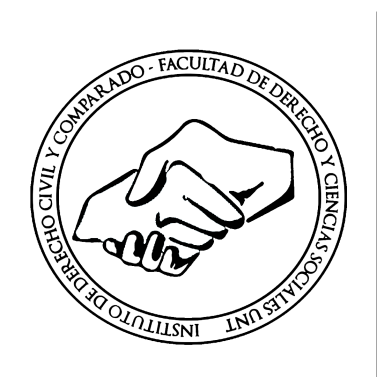 INSTITUTO DE DERECHO CIVIL Y COMPARADO - FACULTAD DE DERECHO Y CIENCIAS SOCIALES UNT